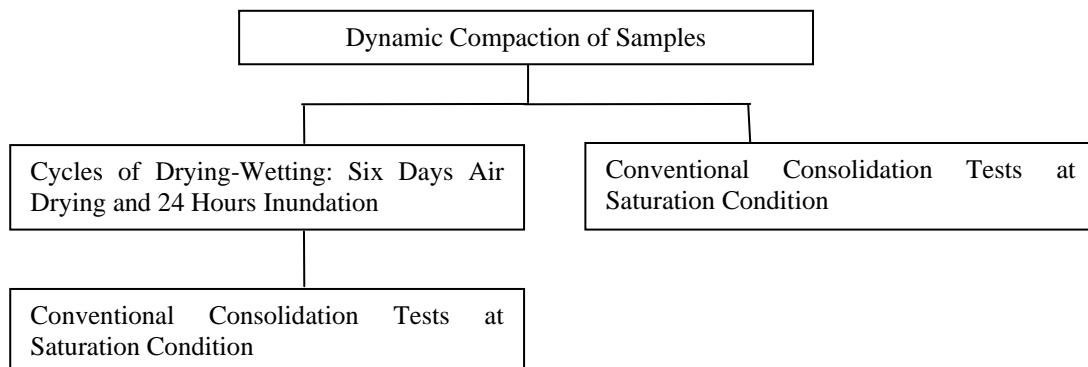 Dynamic Compaction of Samples
Cycles of Drying-Wetting: Six Days Air
Drying and 24 Hours Inundation
Conventional Consolidation Tests at
Saturation Condition
Conventional Consolidation Tests at
Saturation Condition